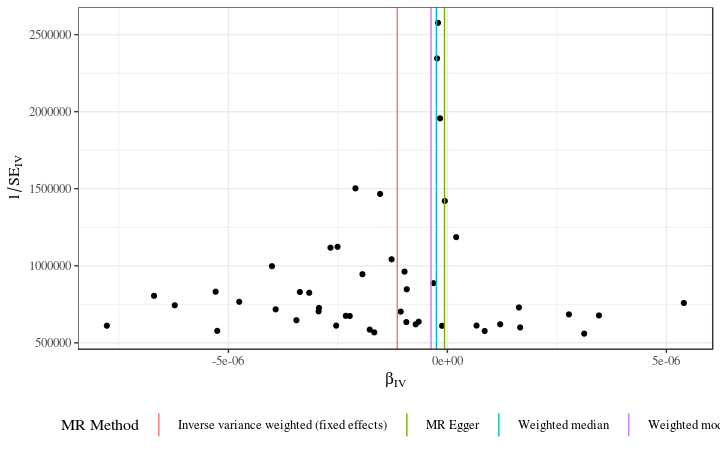 2500000
2000000
1500000
1000000
500000
1/SE_IV
-5e-06
0e+00
5e-06
β_IV
MR Method
Inverse variance weighted (fixed effects)
MR Egger
Weighted median
Weighted